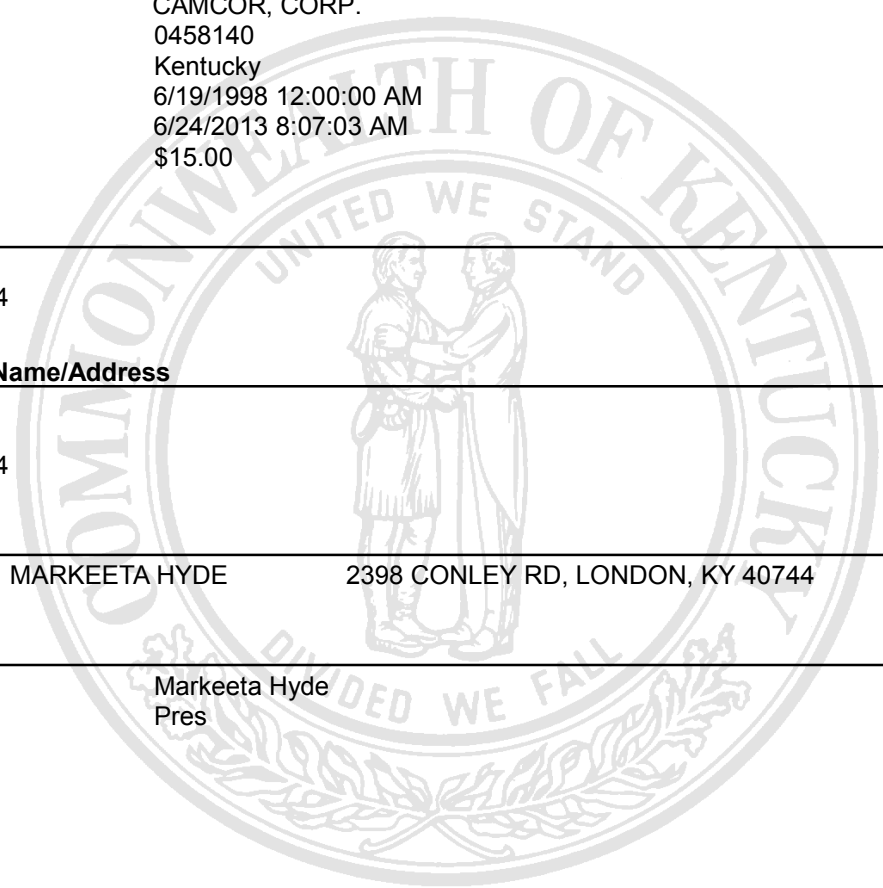 CAMCOR, CORP.
0458140
Kentucky
6/19/1998 12:00:00 AM
6/24/2013 8:07:03 AM
$15.00
COMMONWEALTH OF KENTUCKY
UNITED WE STAND
4
Name/Address
4
MARKEETA HYDE 2398 CONLEY RD, LONDON, KY 40744
DIVIDED WE FALL
Markeeta Hyde
Pres